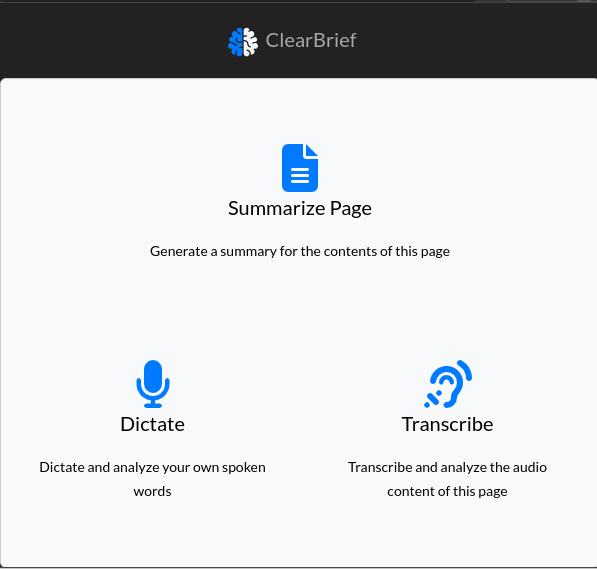 ClearBrief
Summarize Page
Generate a summary for the contents of this page
Dictate
Dictate and analyze your own spoken
words
Transcribe
Transcribe and analyze the audio
content of this page